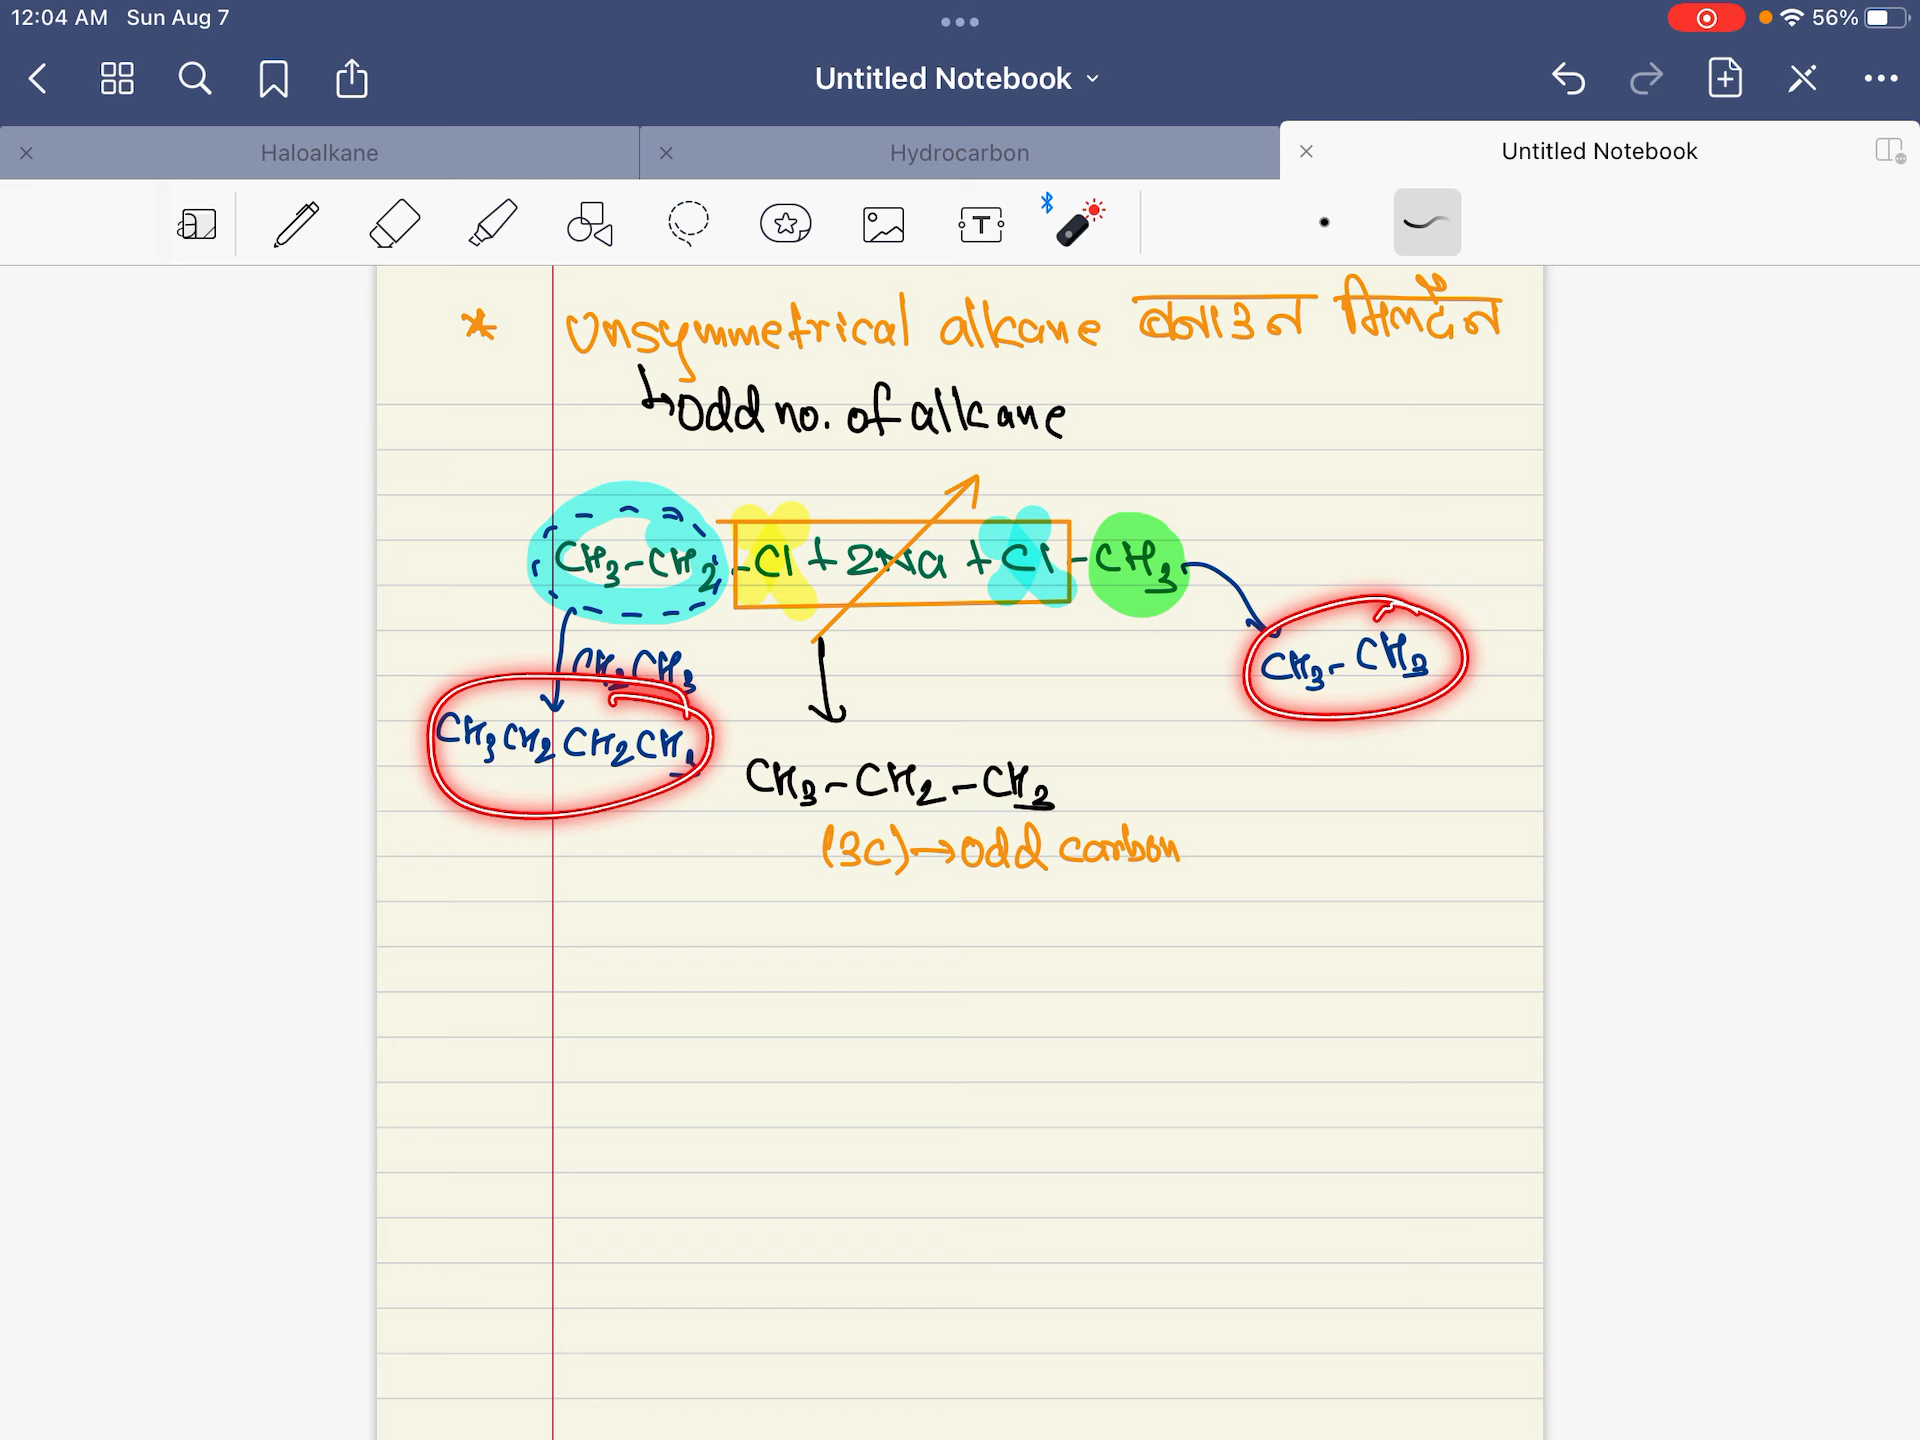 12:04 AM Sun Aug 7
56%
Untitled Notebook
Haloalkane
Hydrocarbon
Untitled Notebook
T
* Unsymmetrical alkane बनाउन मिल्दैन
↳ Odd no. of alkane
CH₃-CH₂-Cl + 2Na + Cl-CH₃
CH₂CH₃
CH₃-CH₃
CH₃CH₂CH₂CH₃
CH₃-CH₂-CH₃
(3C)→Odd carbon